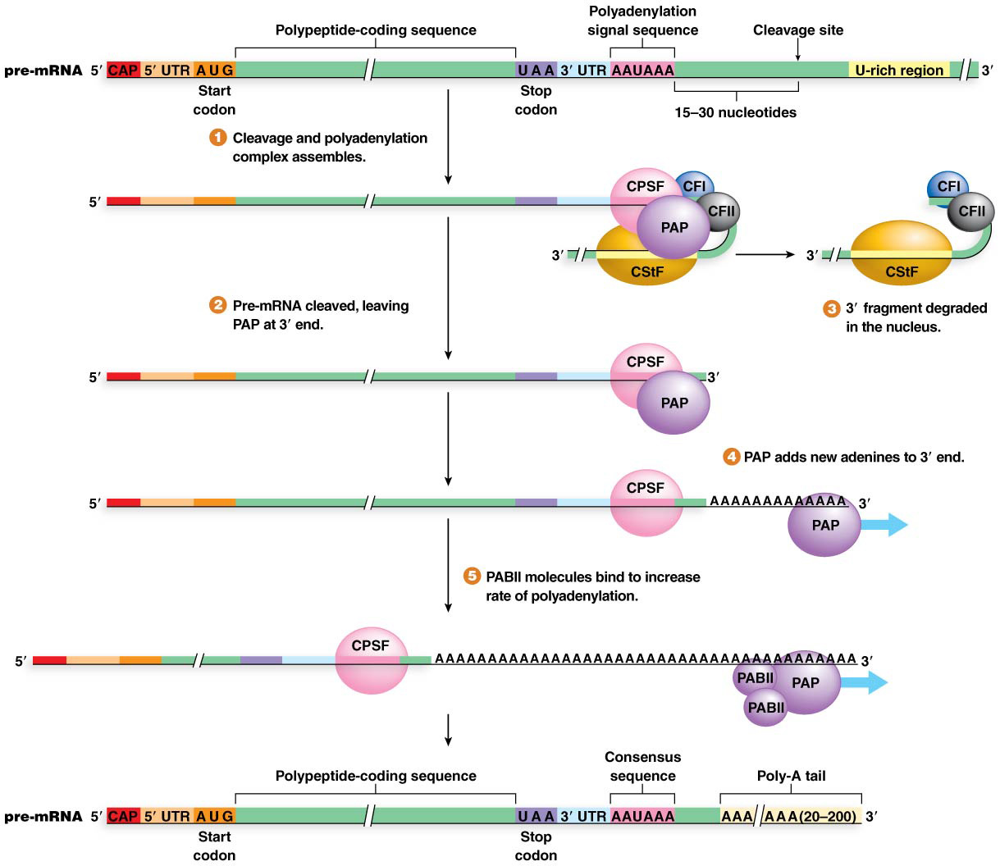 Polyadenylation
signal sequence
Polypeptide-coding sequence
Cleavage site
pre-mRNA 5′ CAP 5′ UTR A U G U A A 3′ UTR AAUAAA U-rich region 3′
Start
codon
Stop
codon
15–30 nucleotides
1 Cleavage and polyadenylation
complex assembles.
5′ CPSF CFI CFII PAP
3′ CStF
CFI
CFII
3′ CStF
2 Pre-mRNA cleaved, leaving
PAP at 3′ end.
3 3′ fragment degraded
in the nucleus.
5′ CPSF PAP 3′
4 PAP adds new adenines to 3′ end.
5′ CPSF AAAAAAAAAAAAA 3′
PAP
5 PABII molecules bind to increase
rate of polyadenylation.
5′ CPSF AAAAAAAAAAAAAAAAAAAAAAAAAAAAAAAAAAAAAAAA 3′
PABII PAP
PABII
Consensus
sequence
Polypeptide-coding sequence
Poly-A tail
pre-mRNA 5′ CAP 5′ UTR A U G U A A 3′ UTR AAUAAA AAA AAA(20–200) 3′
Start
codon
Stop
codon